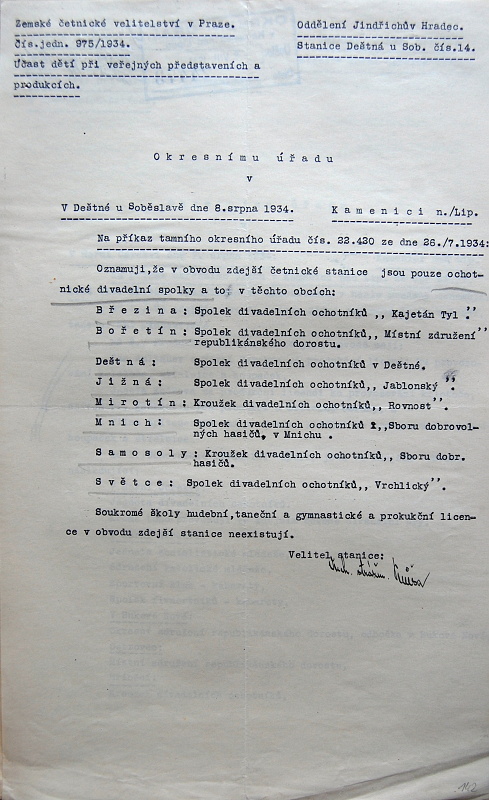 Zemské četnické velitelství v Praze.
Oddělení Jindřichův Hradec.
Čís.jedn. 975/1934.
Stanice Deštná u Sob. čís.14.
Účast dětí při veřejných představeních a
produkcích.
Okresnímu úřadu
v
V Deštné u Soběslavě dne 8.srpna 1934.
Kamenici n./Lip.
Na příkaz tamního okresního úřadu čís. 22.420 ze dne 26./7.1934:
Oznamuji,že v obvodu zdejší četnické stanice jsou pouze ochot-
nické divadelní spolky a to: v těchto obcích:
Březina: Spolek divadelních ochotníků ,, Kajetán Tyl ."
Bořetín: Spolek divadelních ochotníků,, Místní združení"
republikánského dorostu.
Deštná: Spolek divadelních ochotníků v Deštné.
Jižná: Spolek divadelních ochotníků,, Jablonský ".
Mirotín: Kroužek divadelních ochotníků,, Rovnost".
Mnich: Spolek divadelních ochotníků ,,Sboru dobrovol-
ných hasičů, v Mnichu .
Samosoly: Kroužek divadelních ochotníků,, Sboru dobr.
hasičů.
Světce: Spolek divadelních ochotníků,, Vrchlický".
Soukromé školy hudební,taneční a gymnastické a prokukční licen-
ce v obvodu zdejší stanice neexistují.
Velitel stanice:
142